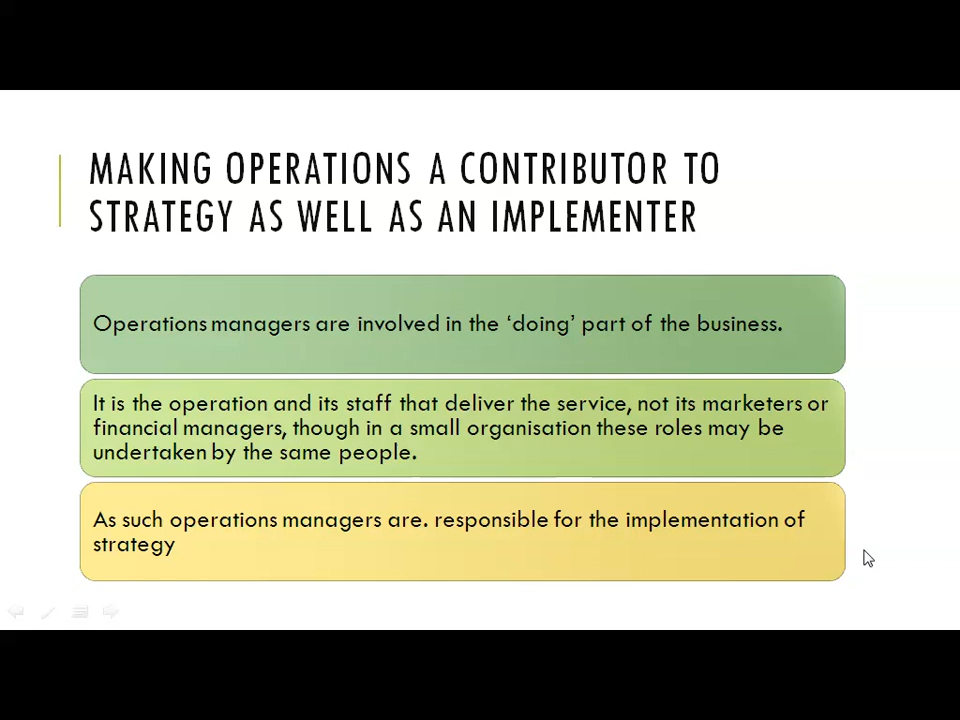 MAKING OPERATIONS A CONTRIBUTOR TO
STRATEGY AS WELL AS AN IMPLEMENTER
Operations managers are involved in the ‘doing’ part of the business.
It is the operation and its staff that deliver the service, not its marketers or
financial managers, though in a small organisation these roles may be
undertaken by the same people.
As such operations managers are. responsible for the implementation of
strategy